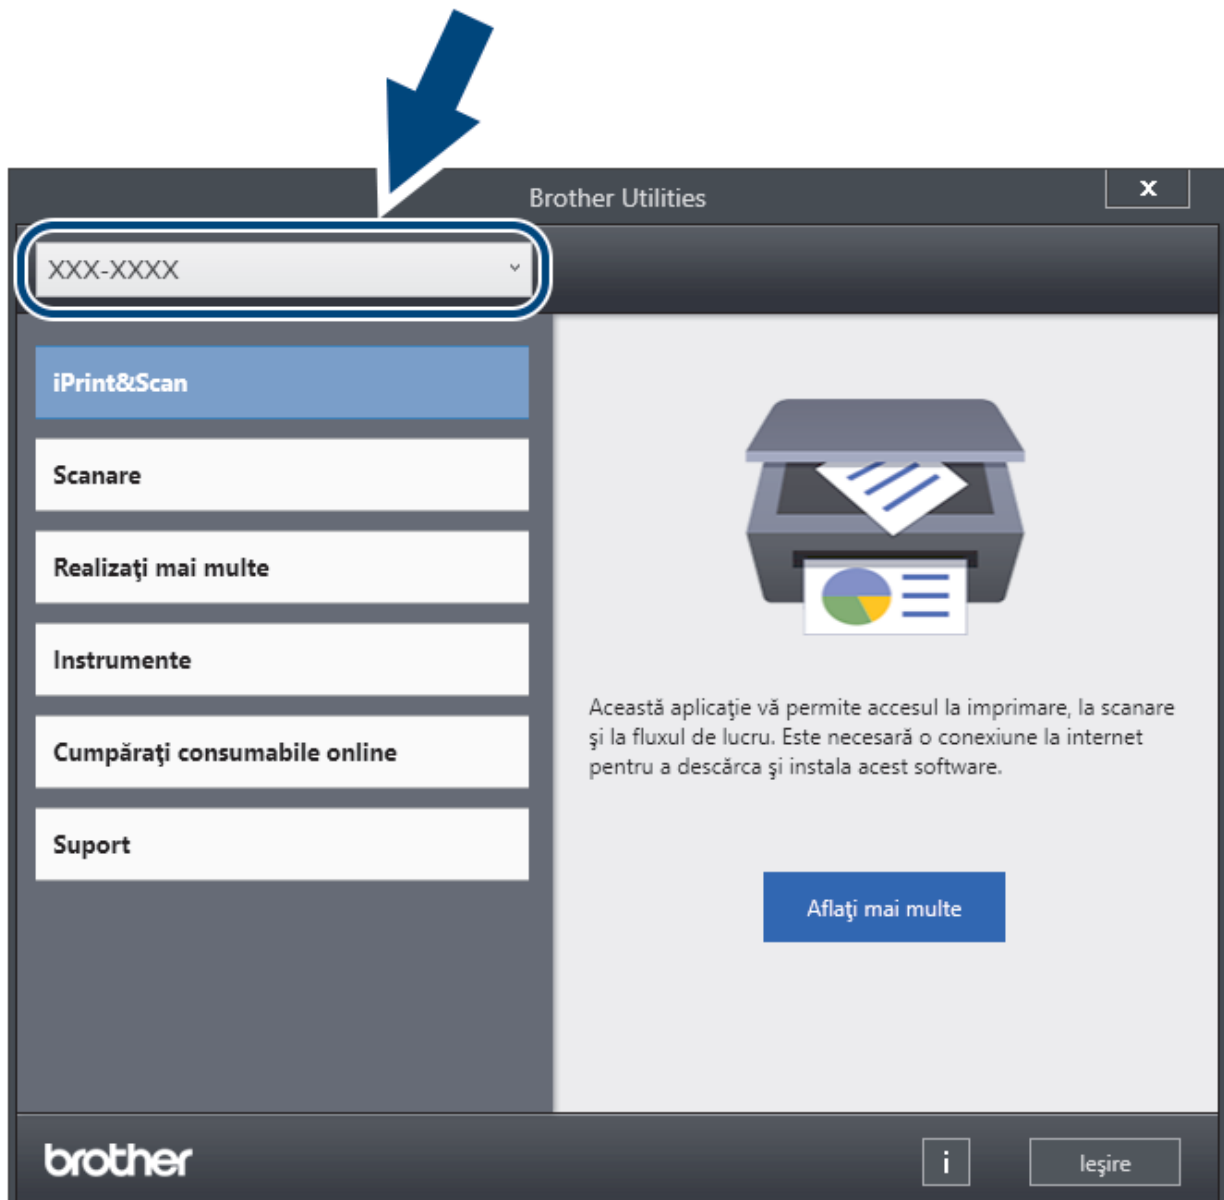 Brother Utilities
x
XXX-XXXX
iPrint&Scan
Scanare
Realizaţi mai multe
Instrumente
Cumpăraţi consumabile online
Suport
Această aplicaţie vă permite accesul la imprimare, la scanare
şi la fluxul de lucru. Este necesară o conexiune la internet
pentru a descărca şi instala acest software.
Aflaţi mai multe
brother
i
Ieşire